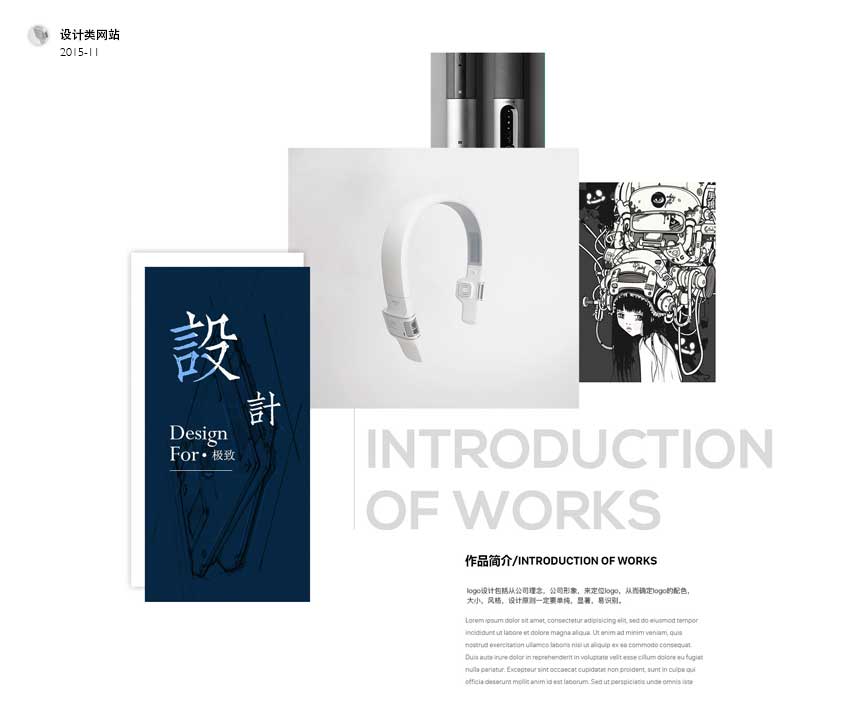 设计类网站
2015-11
設
計
Design
For • 极致
INTRODUCTION
OF WORKS
作品简介/INTRODUCTION OF WORKS
logo设计包括从公司理念，公司形象，来定位logo，从而确定logo的配色，
大小，风格，设计原则一定要单纯，显著，易识别。
Lorem ipsum dolor sit amet, consectetur adipisicing elit, sed do eiusmod tempor
incididunt ut labore et dolore magna aliqua. Ut enim ad minim veniam, quis
nostrud exercitation ullamco laboris nisi ut aliquip ex ea commodo consequat.
Duis aute irure dolor in reprehenderit in voluptate velit esse cillum dolore eu fugiat
nulla pariatur. Excepteur sint occaecat cupidatat non proident, sunt in culpa qui
officia deserunt mollit anim id est laborum. Sed ut perspiciatis unde omnis iste